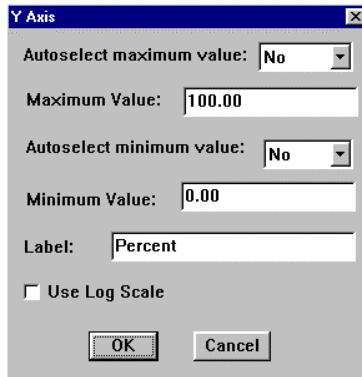 Y Axis
Autoselect maximum value: No
Maximum Value: 100.00
Autoselect minimum value: No
Minimum Value: 0.00
Label: Percent
Use Log Scale
OK Cancel